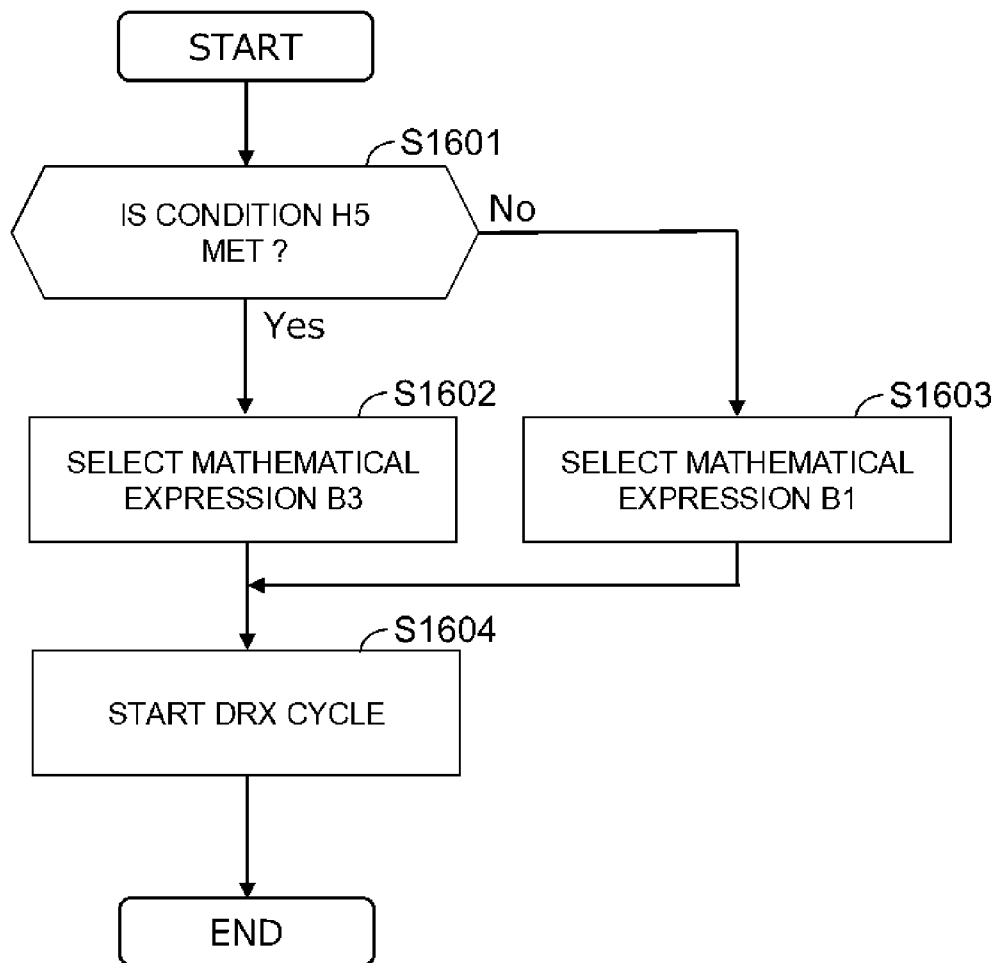 START
S1601
IS CONDITION H5
MET ?
No
Yes
S1602
SELECT MATHEMATICAL
EXPRESSION B3
S1603
SELECT MATHEMATICAL
EXPRESSION B1
S1604
START DRX CYCLE
END